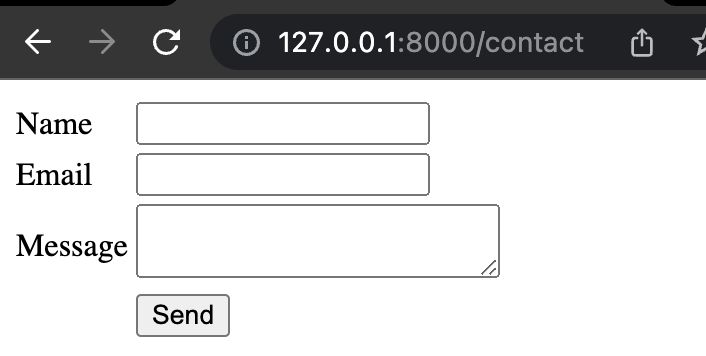 127.0.0.1:8000/contact
Name
Email
Message
Send